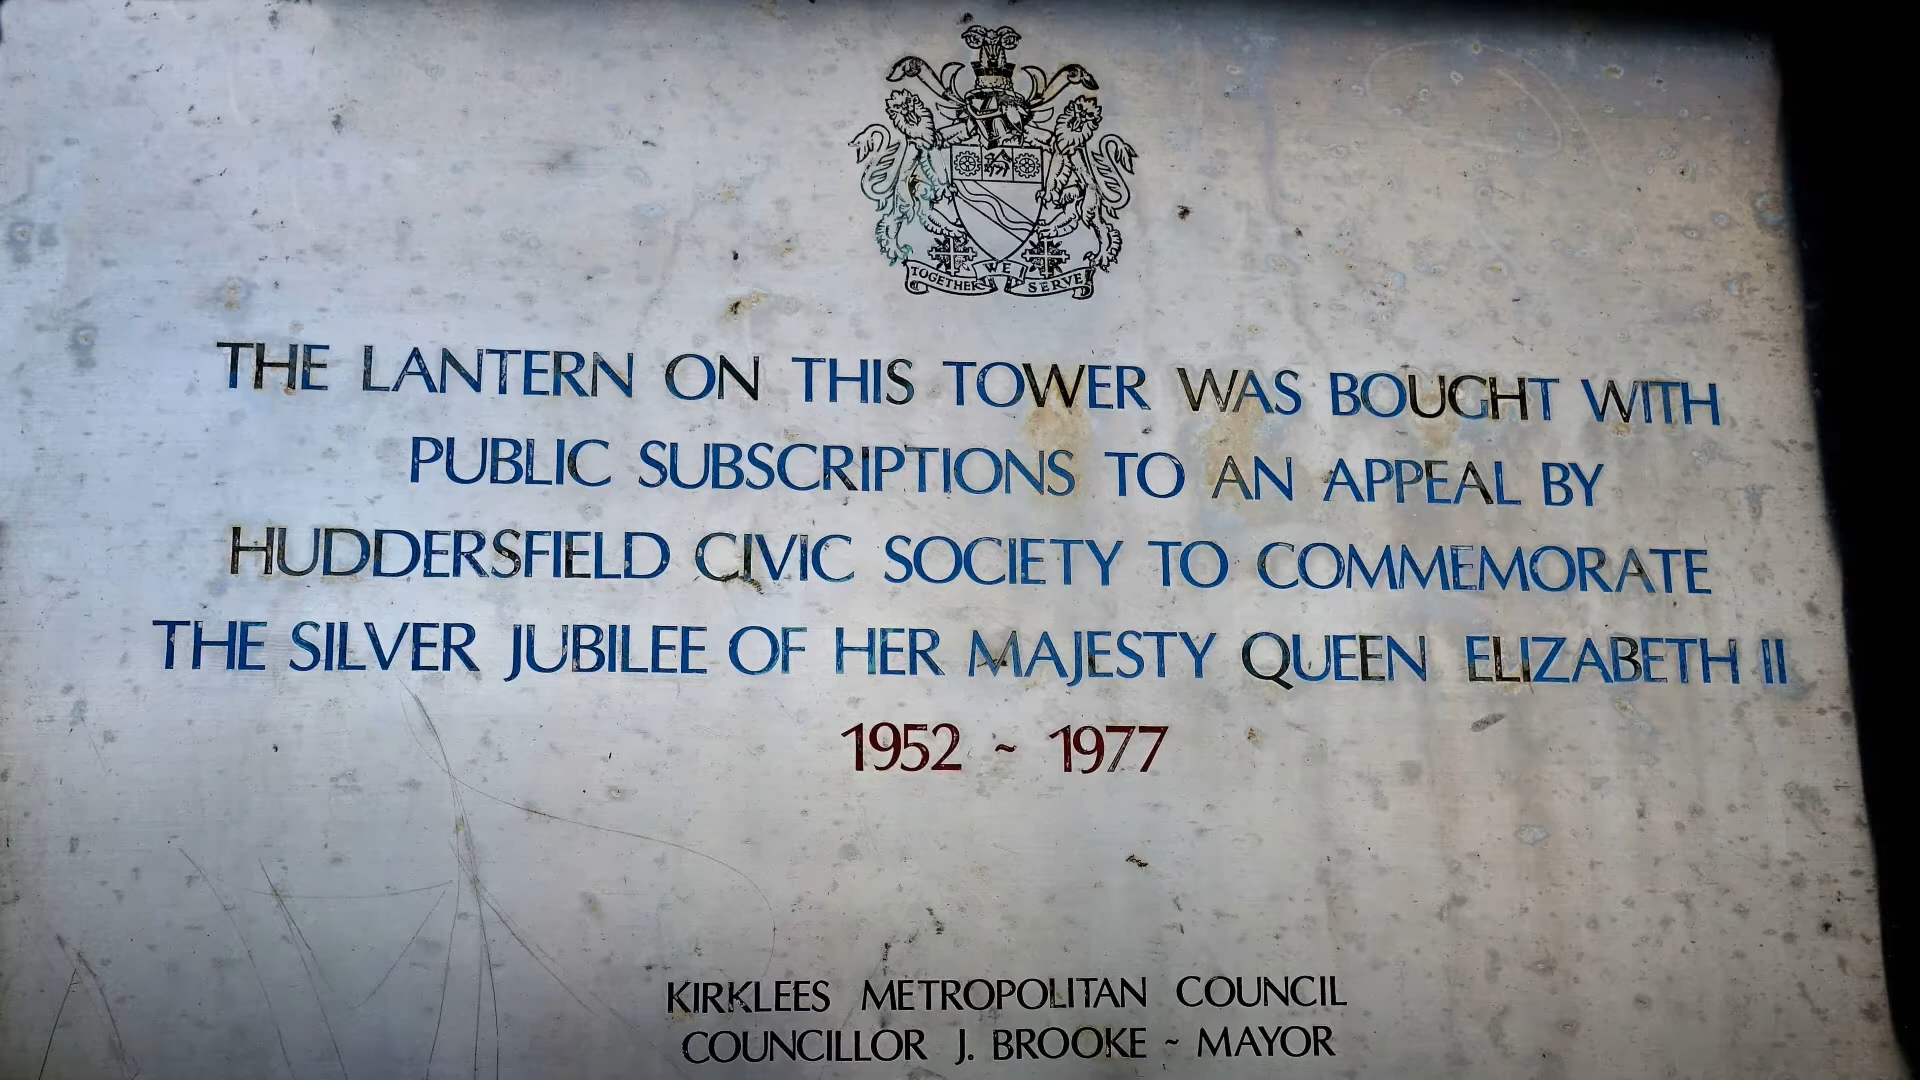 TOGETHER WE SERVE
THE LANTERN ON THIS TOWER WAS BOUGHT WITH
PUBLIC SUBSCRIPTIONS TO AN APPEAL BY
HUDDERSFIELD CIVIC SOCIETY TO COMMEMORATE
THE SILVER JUBILEE OF HER MAJESTY QUEEN ELIZABETH II
1952 ~ 1977
KIRKLEES METROPOLITAN COUNCIL
COUNCILLOR J. BROOKE ~ MAYOR